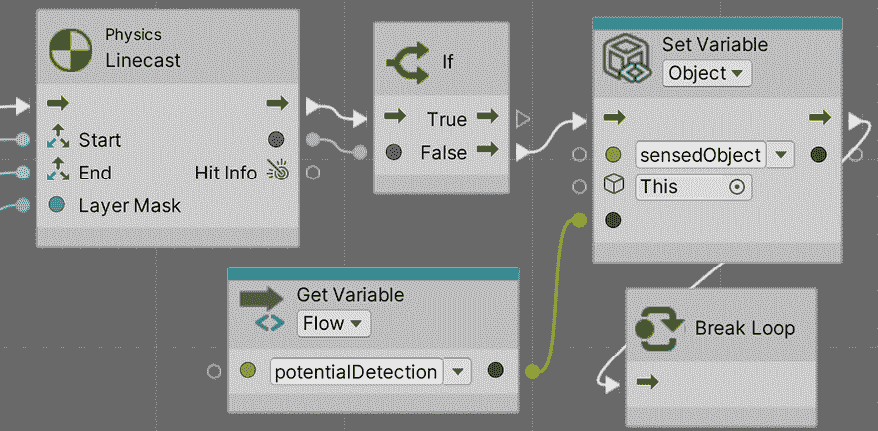 Physics
Linecast
Start
End
Hit Info
Layer Mask
If
True
False
Set Variable
Object
sensedObject
This
Get Variable
Flow
potentialDetection
Break Loop